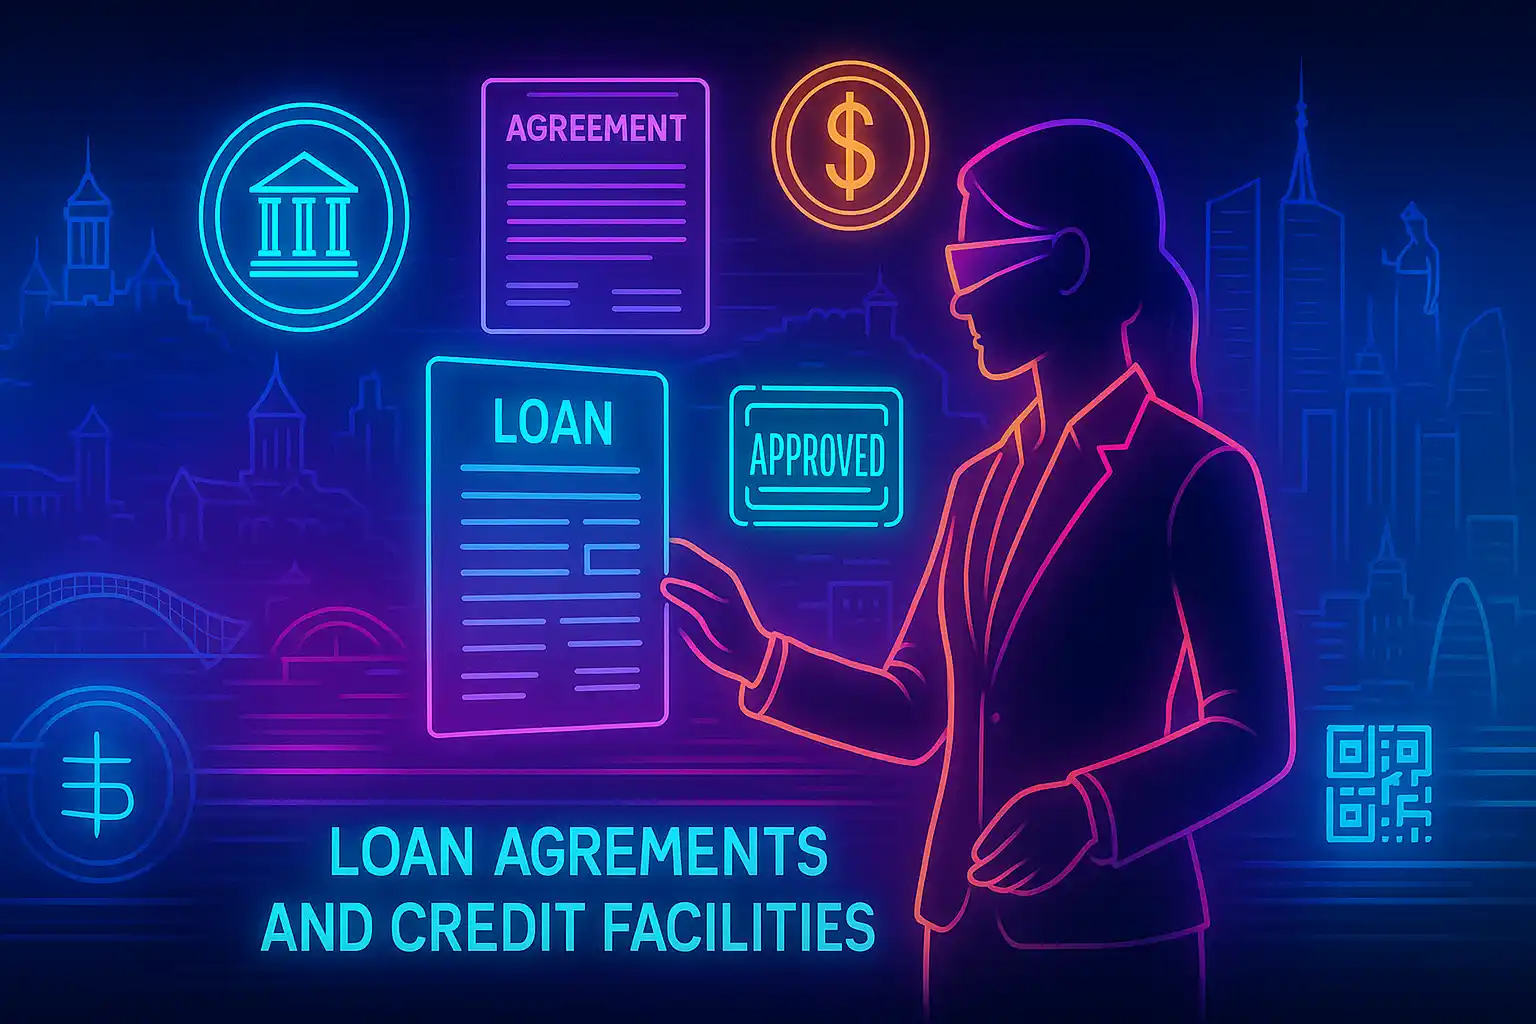 AGREEMENT
$
LOAN
APPROVED
LOAN AGREMENTS
AND CREDIT FACILITIES